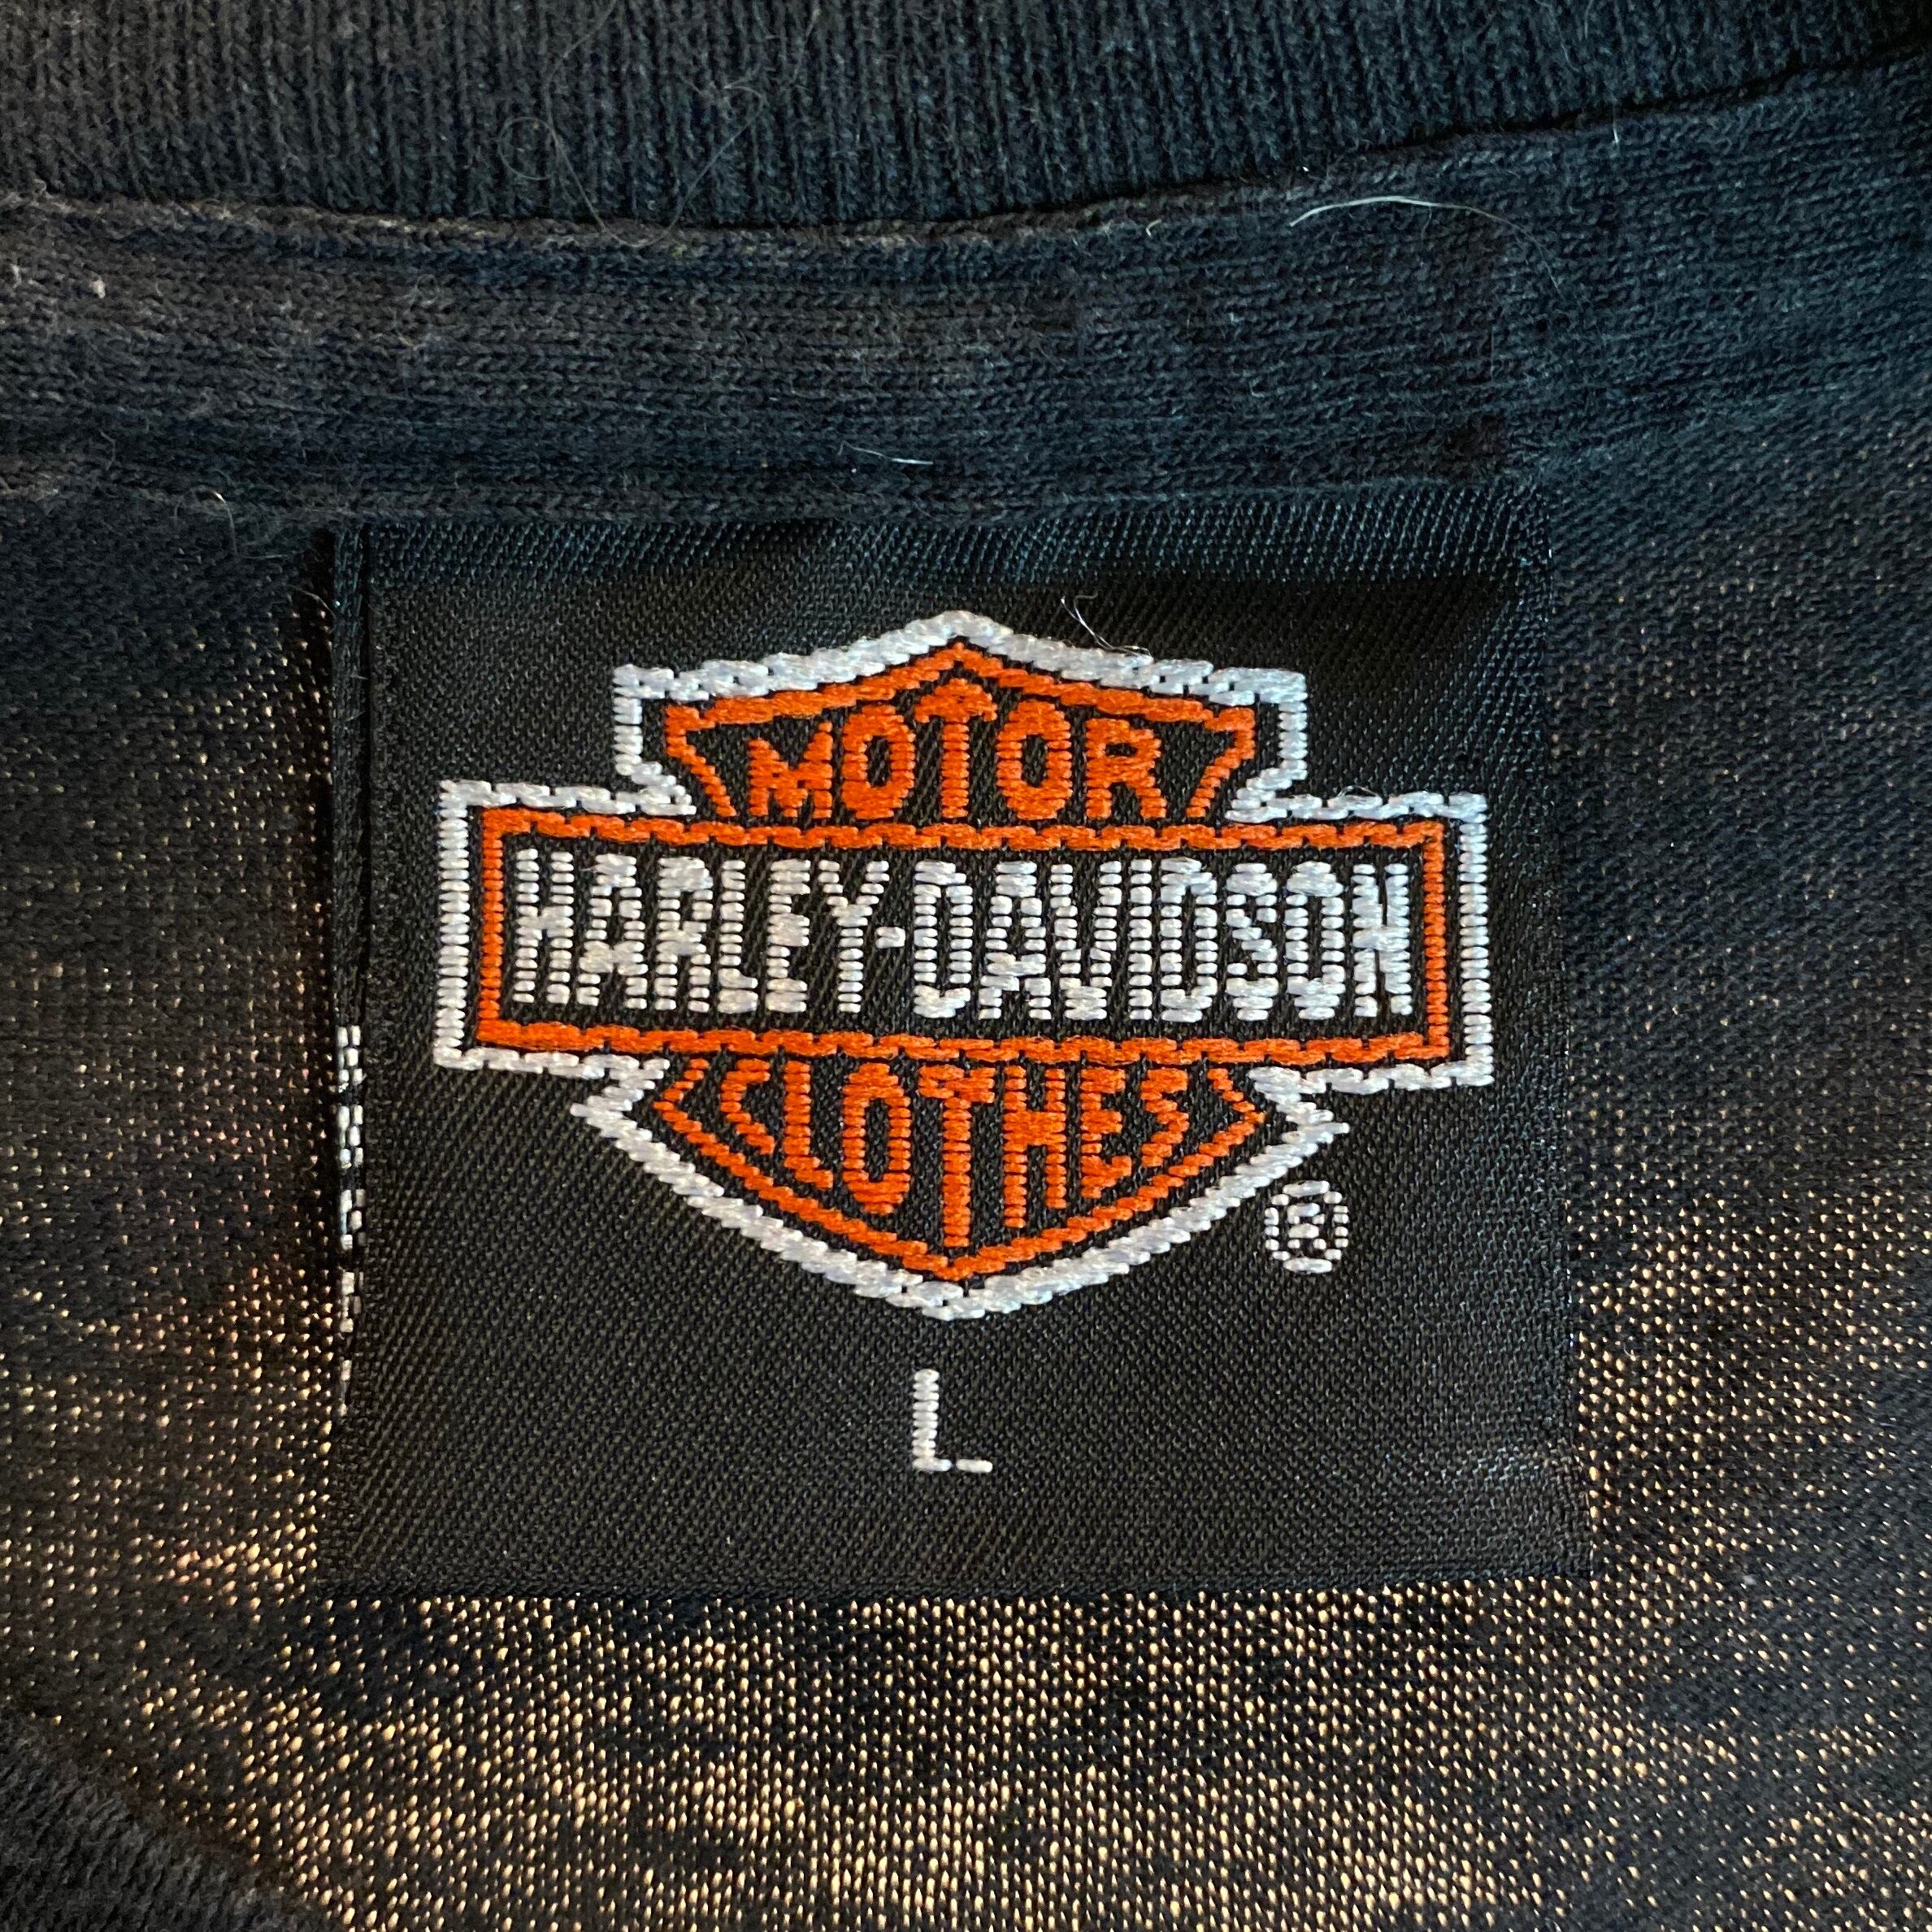 MOTOR
HARLEY-DAVIDSON
CLOTHES
®
L